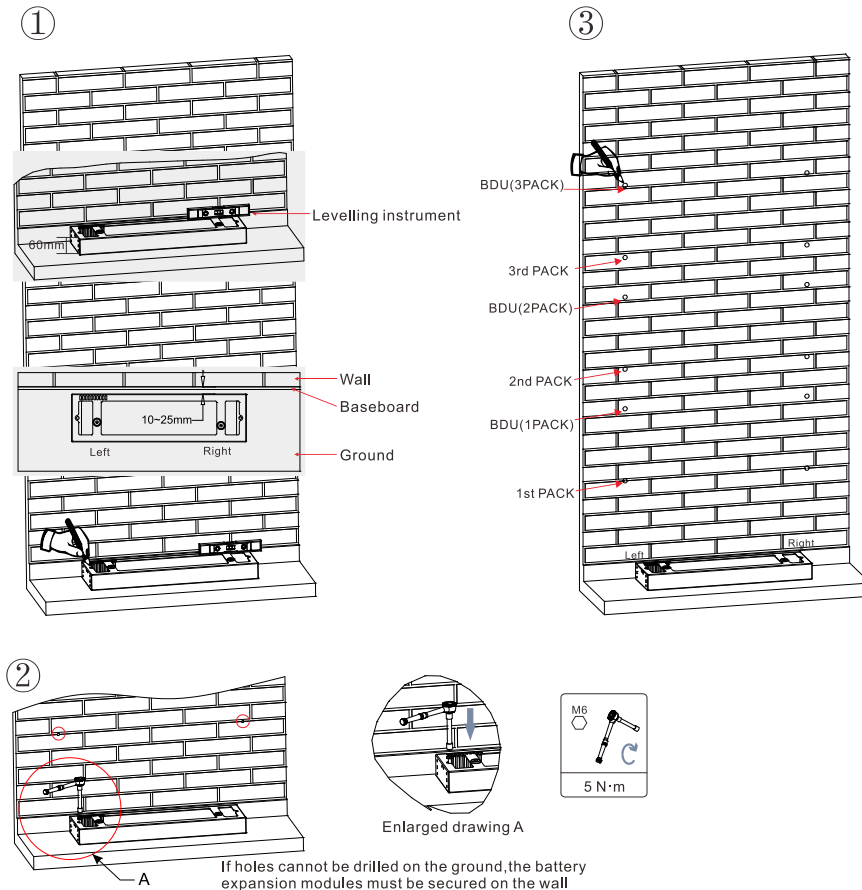 ①
Levelling instrument
60mm
Wall
Baseboard
10~25mm
Left
Right
Ground
③
BDU(3PACK)
3rd PACK
BDU(2PACK)
2nd PACK
BDU(1PACK)
1st PACK
Left
Right
②
A
Enlarged drawing A
M6
5 N·m
If holes cannot be drilled on the ground,the battery
expansion modules must be secured on the wall